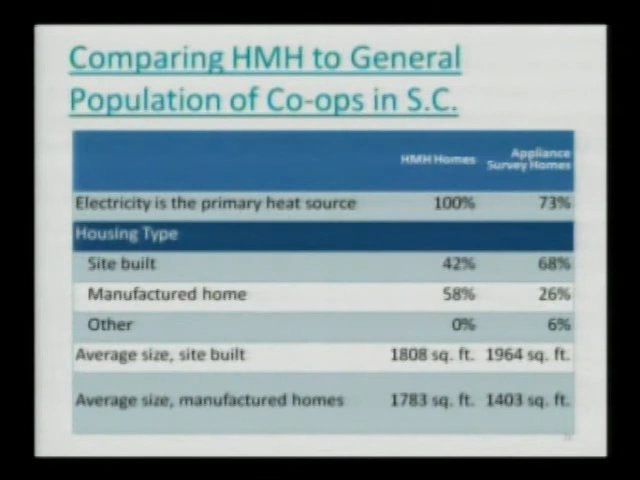 Comparing HMH to General
Population of Co-ops in S.C.
HMH Homes Appliance Survey Homes
Electricity is the primary heat source 100% 73%
Housing Type
Site built 42% 68%
Manufactured home 58% 26%
Other 0% 6%
Average size, site built 1808 sq. ft. 1964 sq. ft.
Average size, manufactured homes 1783 sq. ft. 1403 sq. ft.